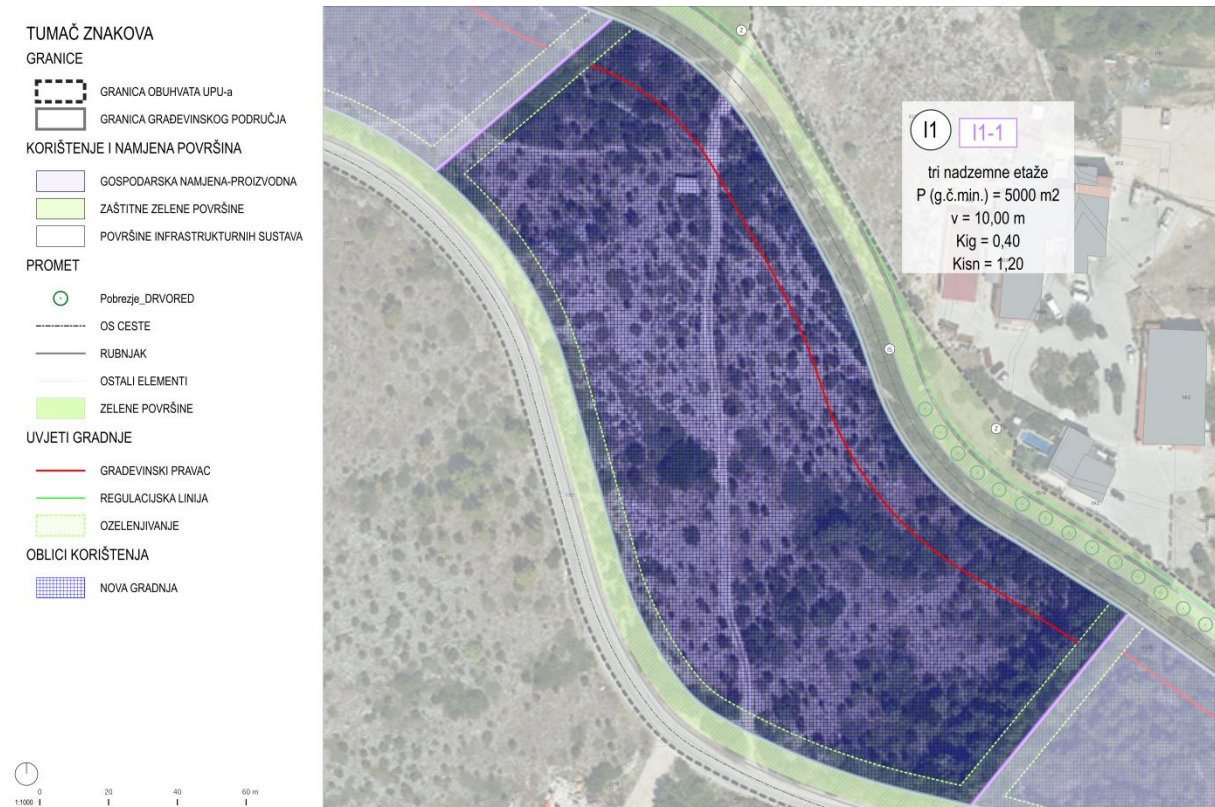 TUMAČ ZNAKOVA
GRANICE
GRANICA OBUHVATA UPU-a
GRANICA GRAĐEVINSKOG PODRUČJA
KORIŠTENJE I NAMJENA POVRŠINA
GOSPODARSKA NAMJENA-PROIZVODNA
ZAŠTITNE ZELENE POVRŠINE
POVRŠINE INFRASTRUKTURNIH SUSTAVA
PROMET
Pobrezje_DRVORED
OS CESTE
RUBNJAK
OSTALI ELEMENTI
ZELENE POVRŠINE
UVJETI GRADNJE
GRAĐEVINSKI PRAVAC
REGULACIJSKA LINIJA
OZELENJIVANJE
OBLICI KORIŠTENJA
NOVA GRADNJA
1:1000 0 20 40 60 m
Z
I1 I1-1
tri nadzemne etaže
P (g.č.min.) = 5000 m2
v = 10,00 m
Kig = 0,40
Kisn = 1,20
IS
Z